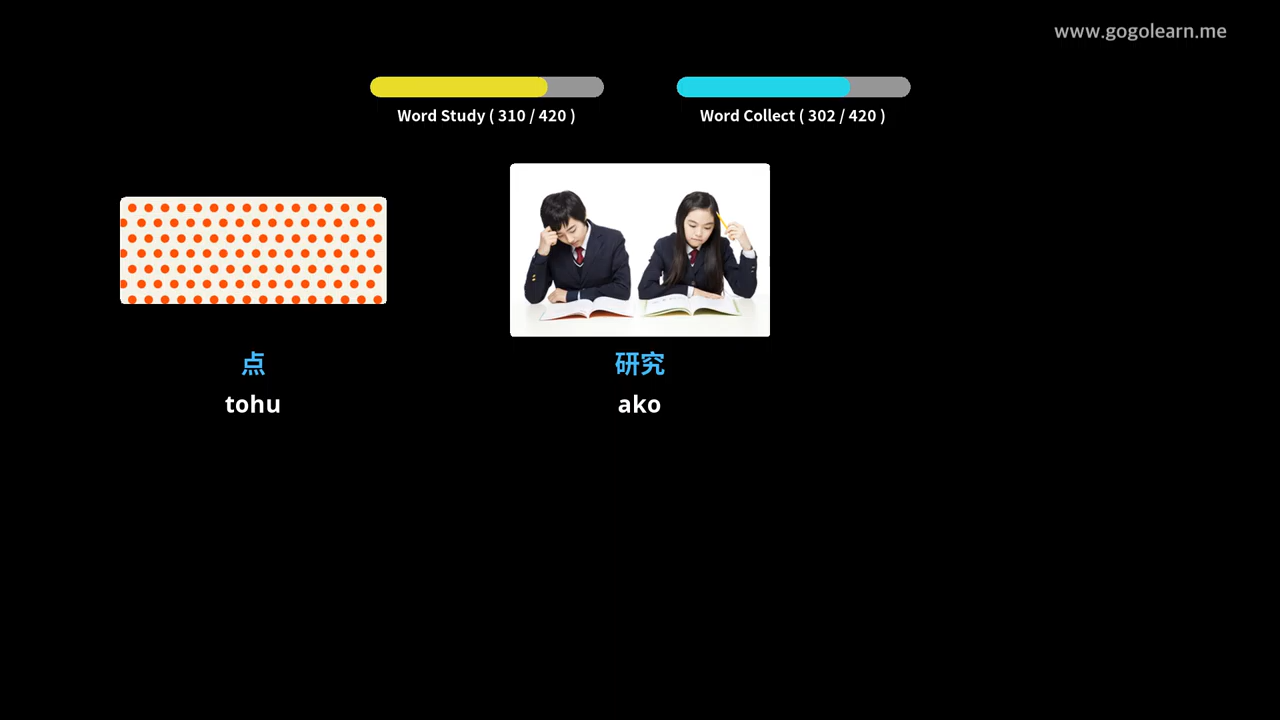 www.gogolearn.me
Word Study ( 310 / 420 )
Word Collect ( 302 / 420 )
点
tohu
研究
ako